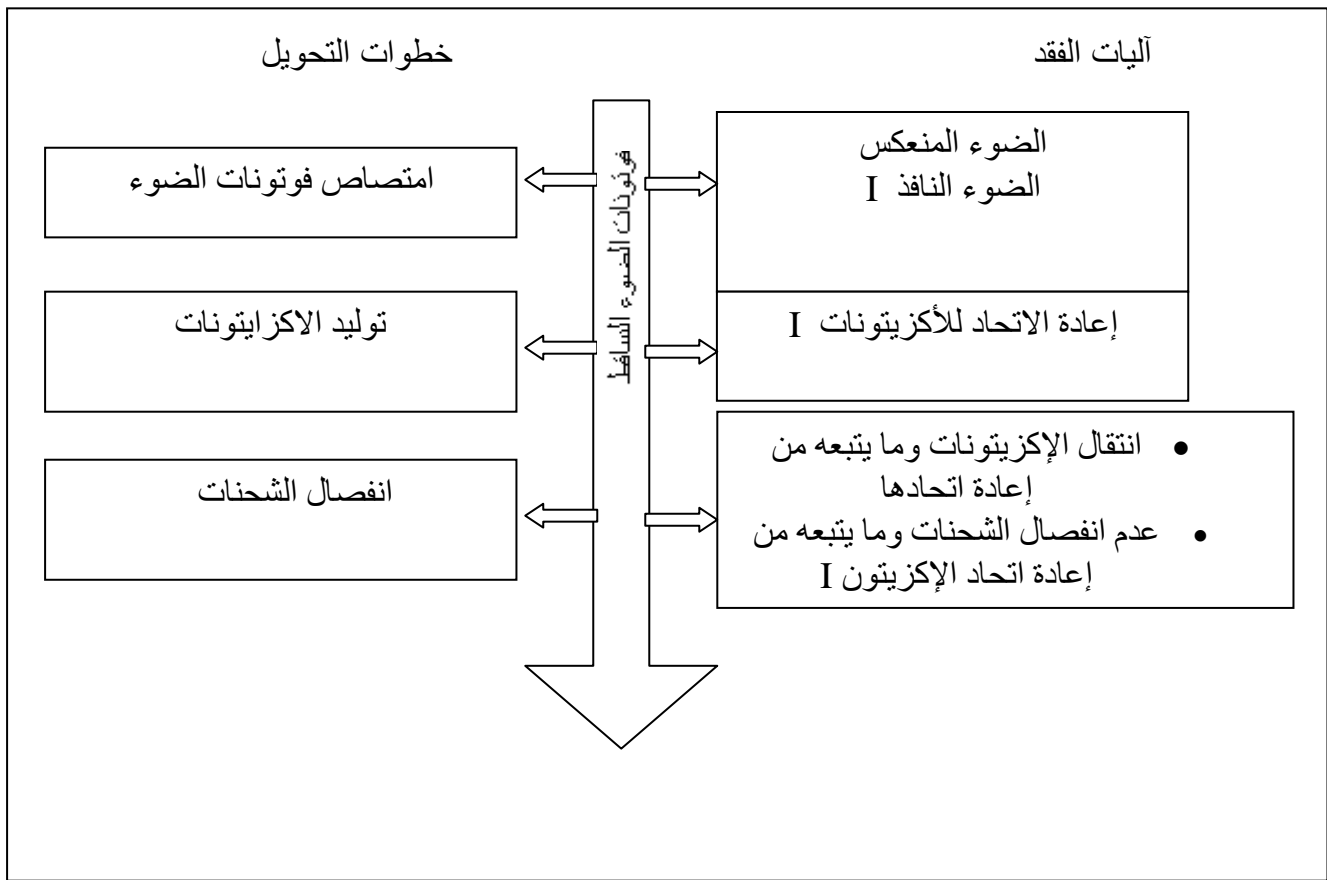 آليات الفقد
خطوات التحويل
الضوء المنعكس
الضوء النافذ I
امتصاص فوتونات الضوء
فوتونات الضوء الساقط
إعادة الاتحاد للأكزيتونات I
توليد الاكزايتونات
• انتقال الإكزيتونات وما يتبعه من
إعادة اتحادها
• عدم انفصال الشحنات وما يتبعه من
إعادة اتحاد الإكزيتون I
انفصال الشحنات